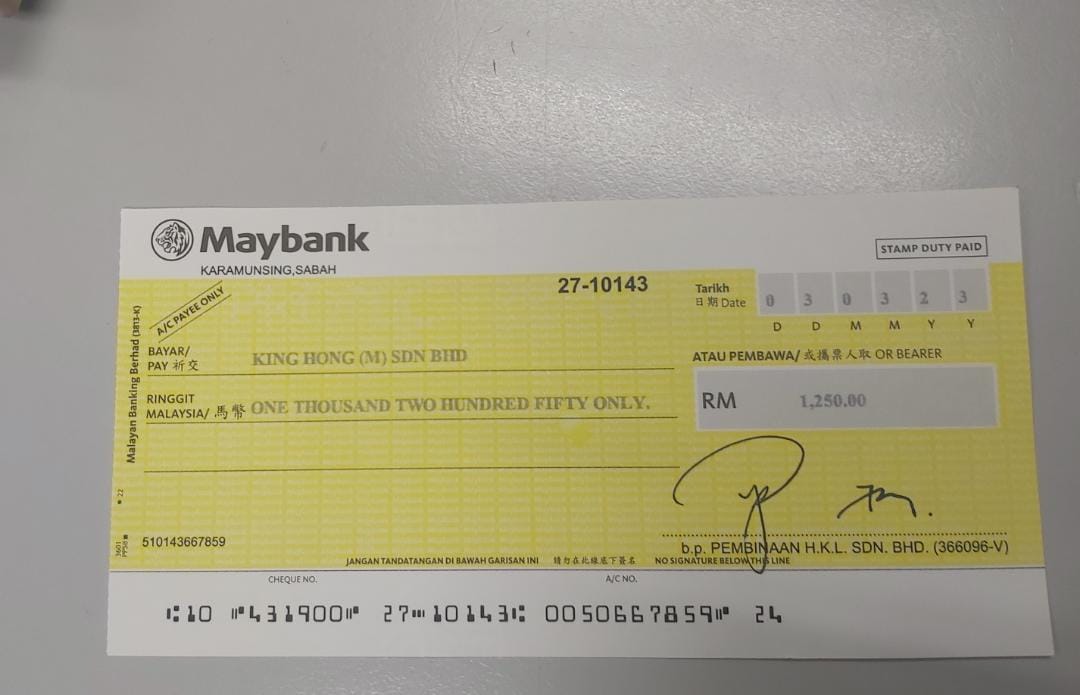 Maybank
KARAMUNSING,SABAH
STAMP DUTY PAID
A/C PAYEE ONLY
27-10143
Tarikh
日期 Date
0 3 0 3 2 3
D D M M Y Y
Malayan Banking Berhad (3813-K)
BAYAR/
PAY 祈交 KING HONG (M) SDN BHD
ATAU PEMBAWA/ 或攜票人取 OR BEARER
RINGGIT
MALAYSIA/ 馬幣 ONE THOUSAND TWO HUNDRED FIFTY ONLY.
RM 1,250.00
22
3601
PPSB
510143667859
b.p. PEMBINAAN H.K.L. SDN. BHD. (366096-V)
JANGAN TANDATANGAN DI BAWAH GARISAN INI 請勿在此線底下簽名 NO SIGNATURE BELOW THIS LINE
CHEQUE NO. A/C NO.
⑆10 ⑈431900⑈ 27⑉10143⑆ 0050667859⑈ 24